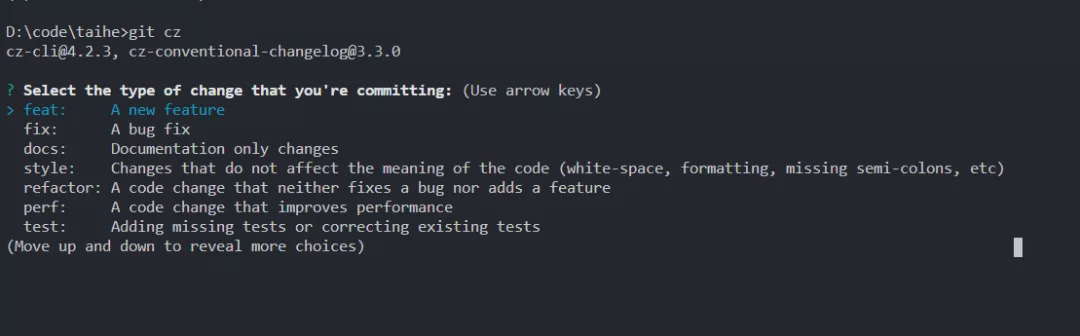 D:\code\taihe>git cz
cz-cli@4.2.3, cz-conventional-changelog@3.3.0
? Select the type of change that you're committing: (Use arrow keys)
> feat:     A new feature
  fix:      A bug fix
  docs:     Documentation only changes
  style:    Changes that do not affect the meaning of the code (white-space, formatting, missing semi-colons, etc)
  refactor: A code change that neither fixes a bug nor adds a feature
  perf:     A code change that improves performance
  test:     Adding missing tests or correcting existing tests
(Move up and down to reveal more choices)